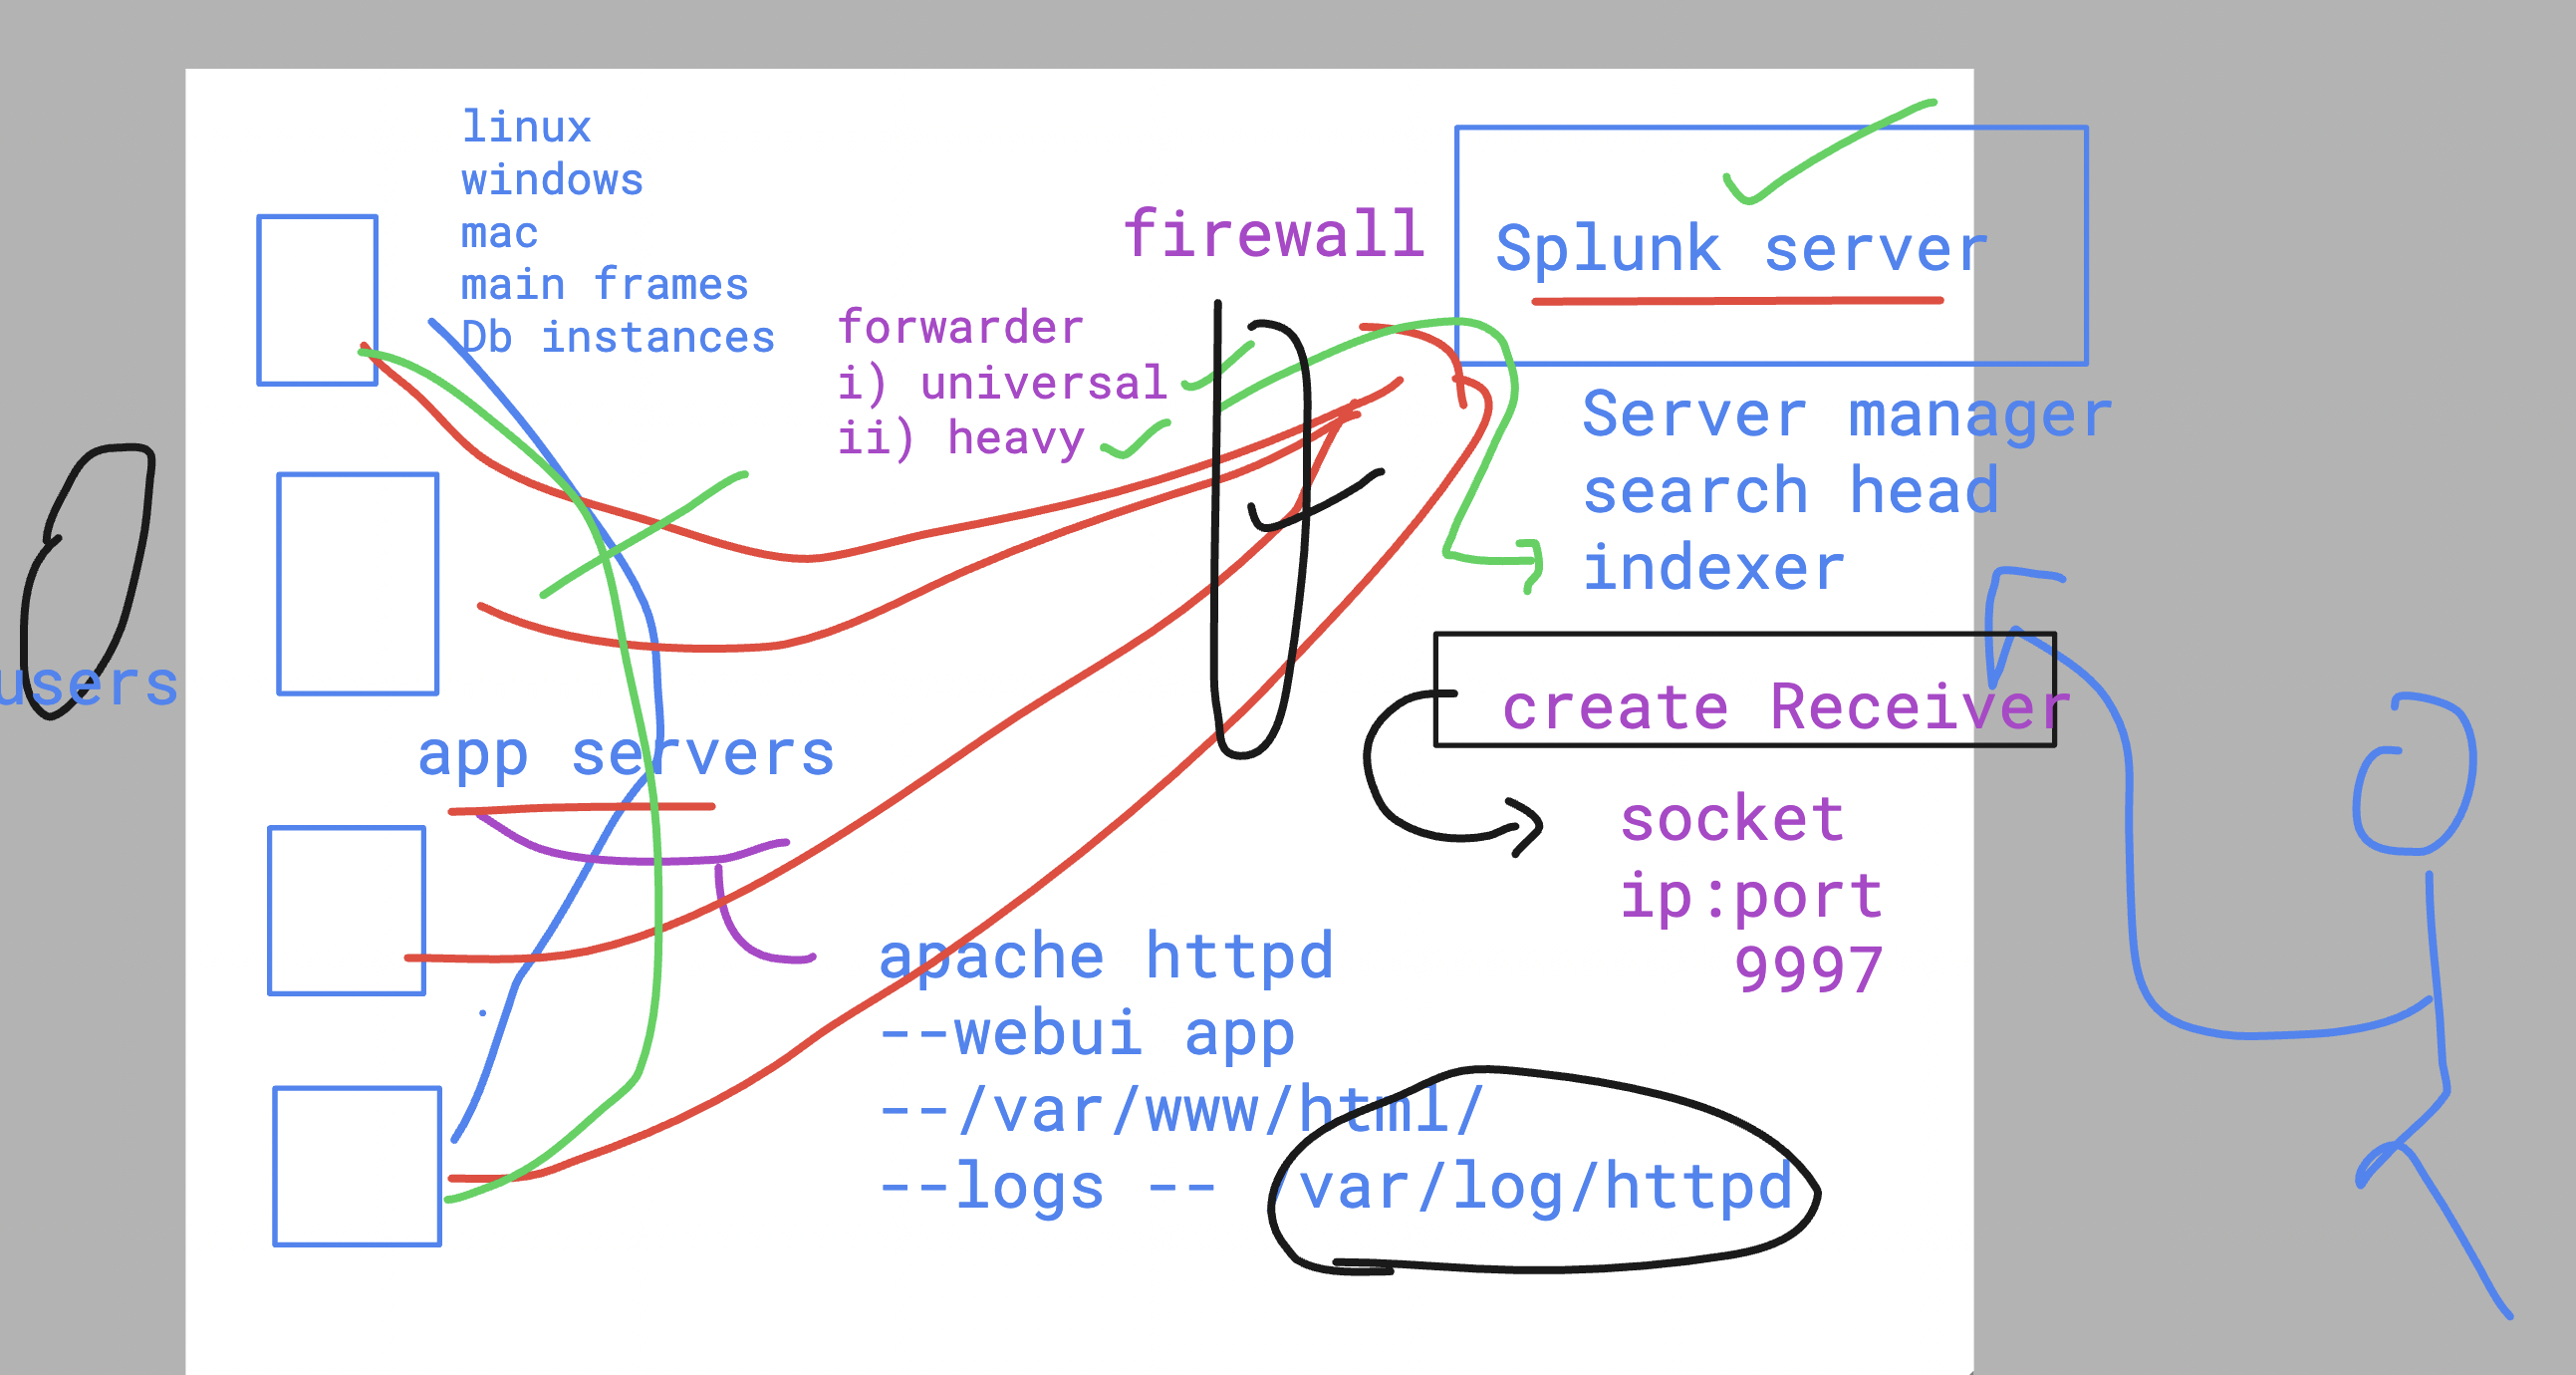 linux
windows
mac
main frames
Db instances
firewall
Splunk server
forwarder
i) universal
ii) heavy
Server manager
search head
indexer
users
create Receiver
app servers
socket
ip:port
9997
apache httpd
--webui app
--/var/www/html/
--logs -- /var/log/httpd